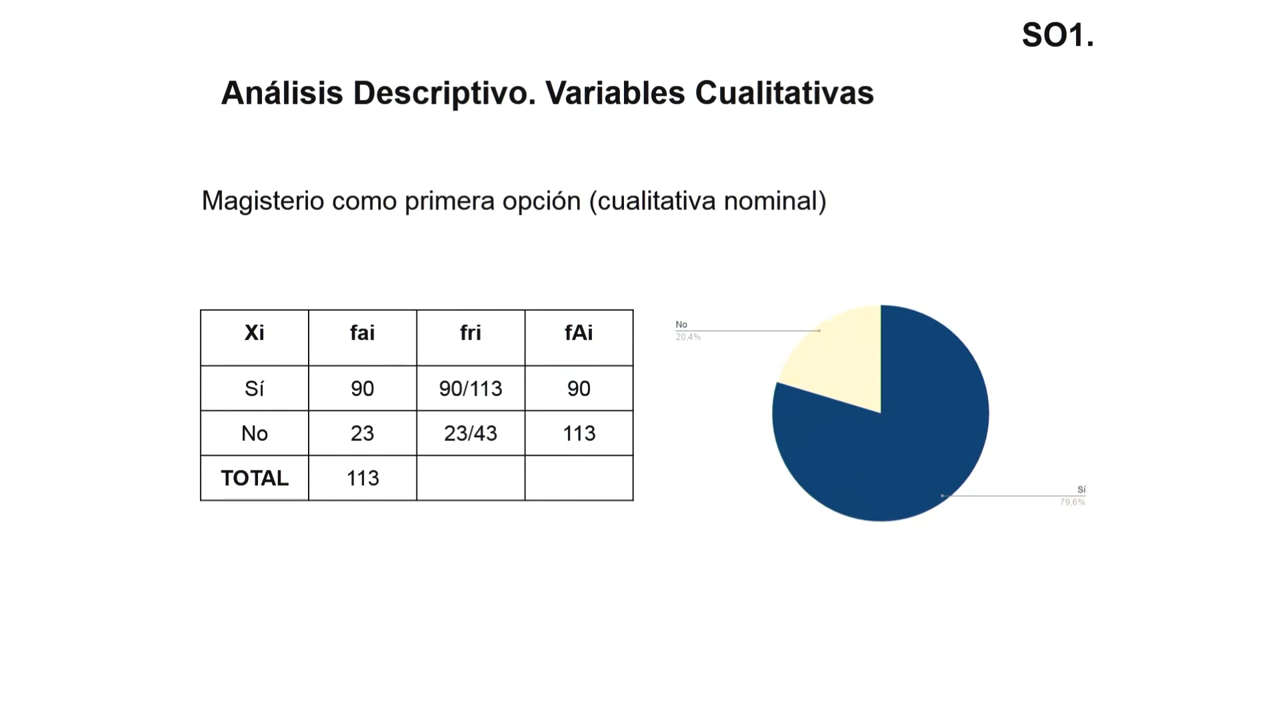 SO1.
Análisis Descriptivo. Variables Cualitativas
Magisterio como primera opción (cualitativa nominal)
Xi fai fri fAi
Sí 90 90/113 90
No 23 23/43 113
TOTAL 113
No
20,4%
Sí
79,6%